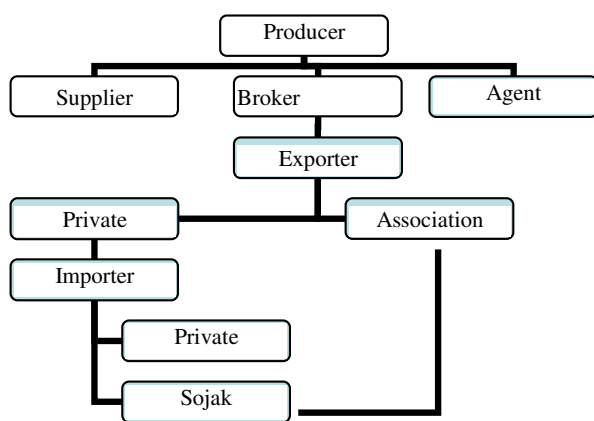 Producer
Supplier
Broker
Agent
Exporter
Private
Association
Importer
Private
Sojak